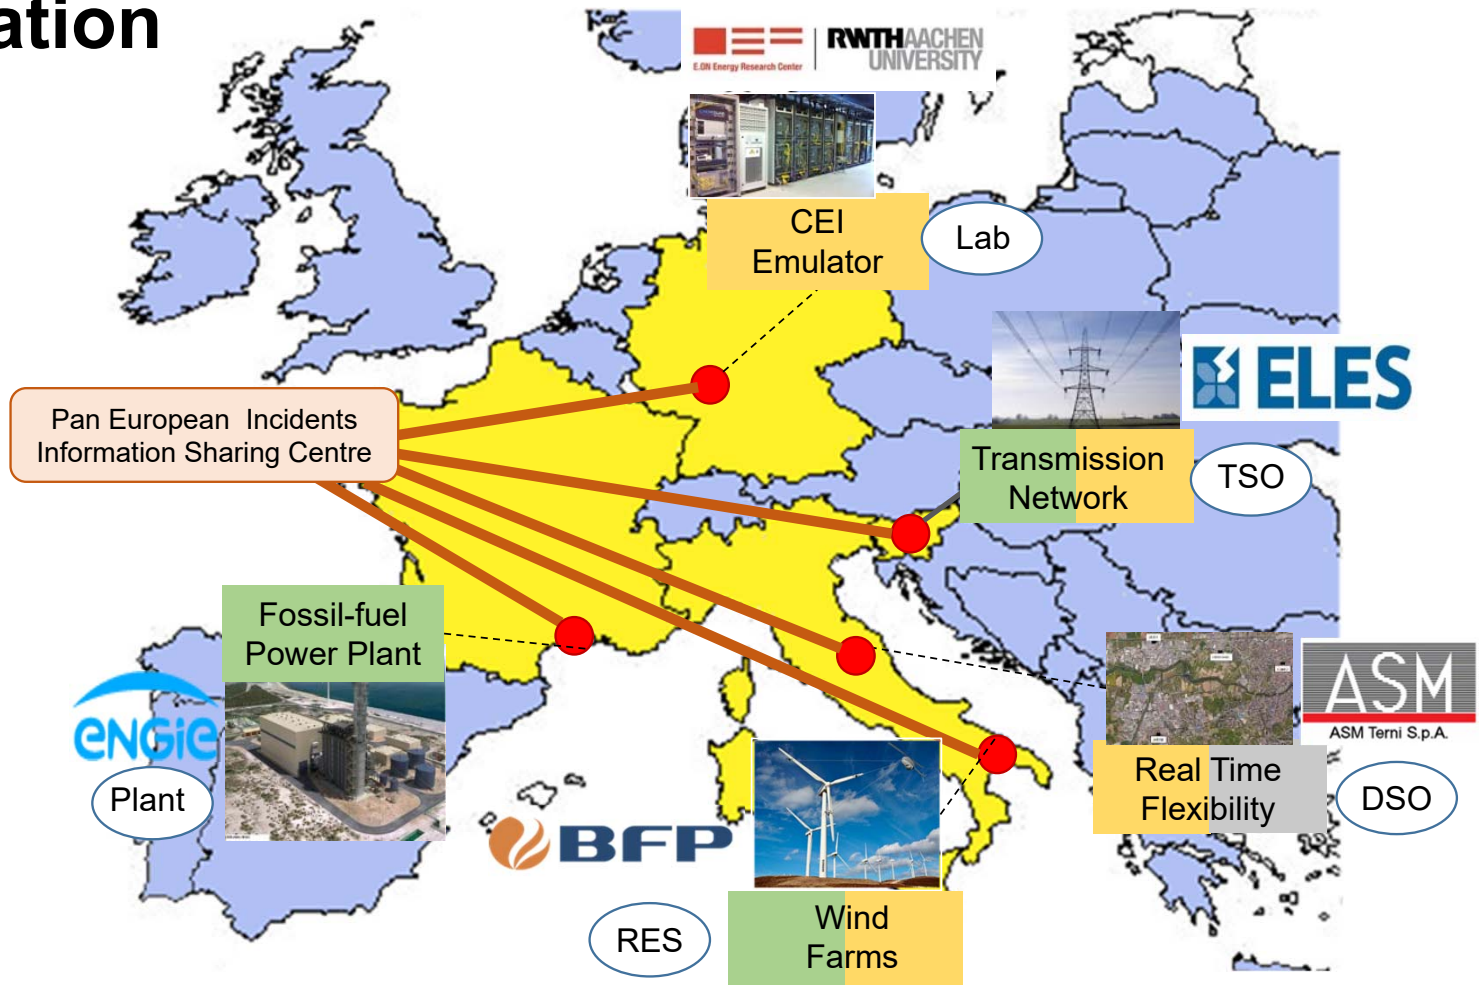 ation
E.ON Energy Research Center
RWTHAACHEN
UNIVERSITY
CEI
Emulator
Lab
ELES
Pan European Incidents
Information Sharing Centre
Transmission
Network
TSO
Fossil-fuel
Power Plant
ENGIE
Plant
ASM
ASM Terni S.p.A.
Real Time
Flexibility
DSO
BFP
Wind
Farms
RES